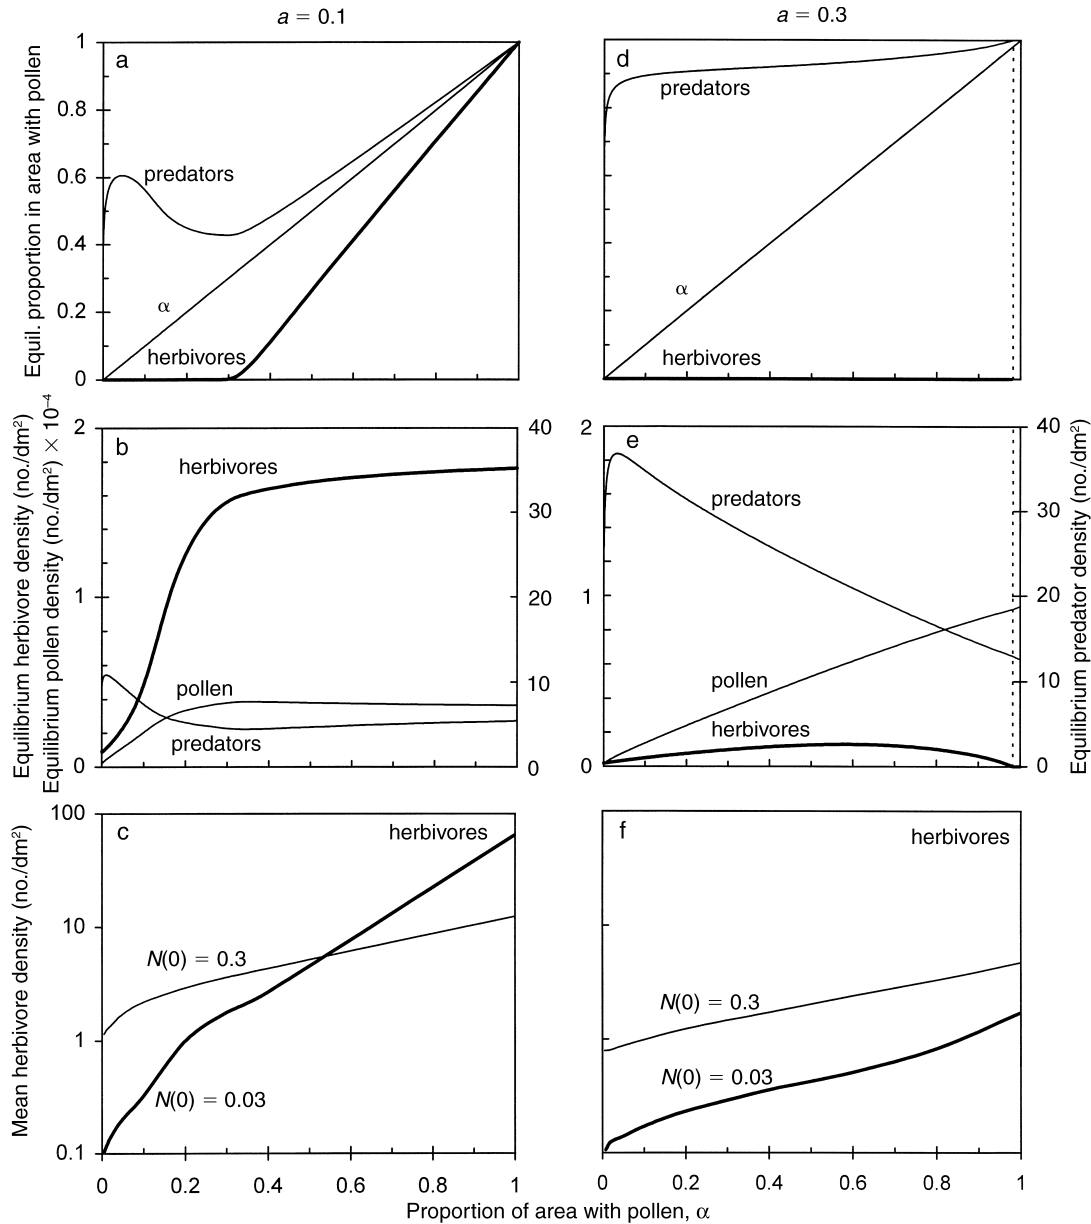 a = 0.1
a = 0.3
Equil. proportion in area with pollen
1
0.8
0.6
0.4
0.2
0
a
predators
α
herbivores
d
predators
α
herbivores
Equilibrium herbivore density (no./dm²)
Equilibrium pollen density (no./dm²) × 10⁻⁴
2
1
0
b
herbivores
pollen
predators
40
30
20
10
0
2
1
0
e
predators
pollen
herbivores
40
30
20
10
0
Equilibrium predator density (no./dm²)
Mean herbivore density (no./dm²)
100
10
1
0.1
c
herbivores
N(0) = 0.3
N(0) = 0.03
f
herbivores
N(0) = 0.3
N(0) = 0.03
0 0.2 0.4 0.6 0.8 1
0 0.2 0.4 0.6 0.8 1
Proportion of area with pollen, α